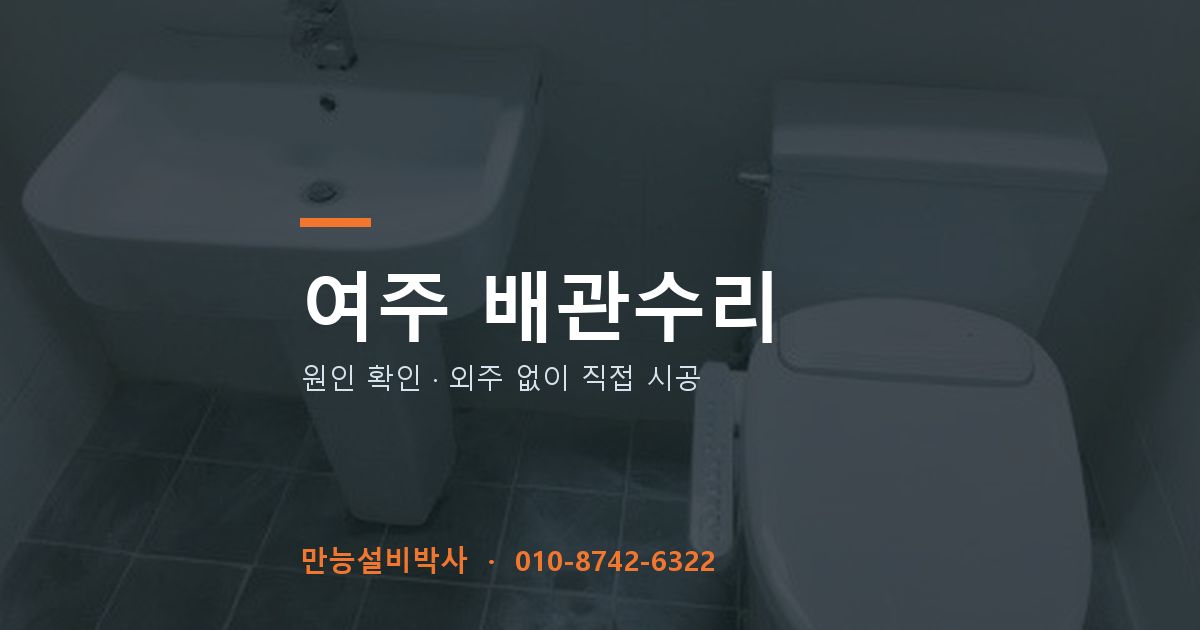 여주 배관수리
원인 확인 · 외주 없이 직접 시공
만능설비박사 · 010-8742-6322